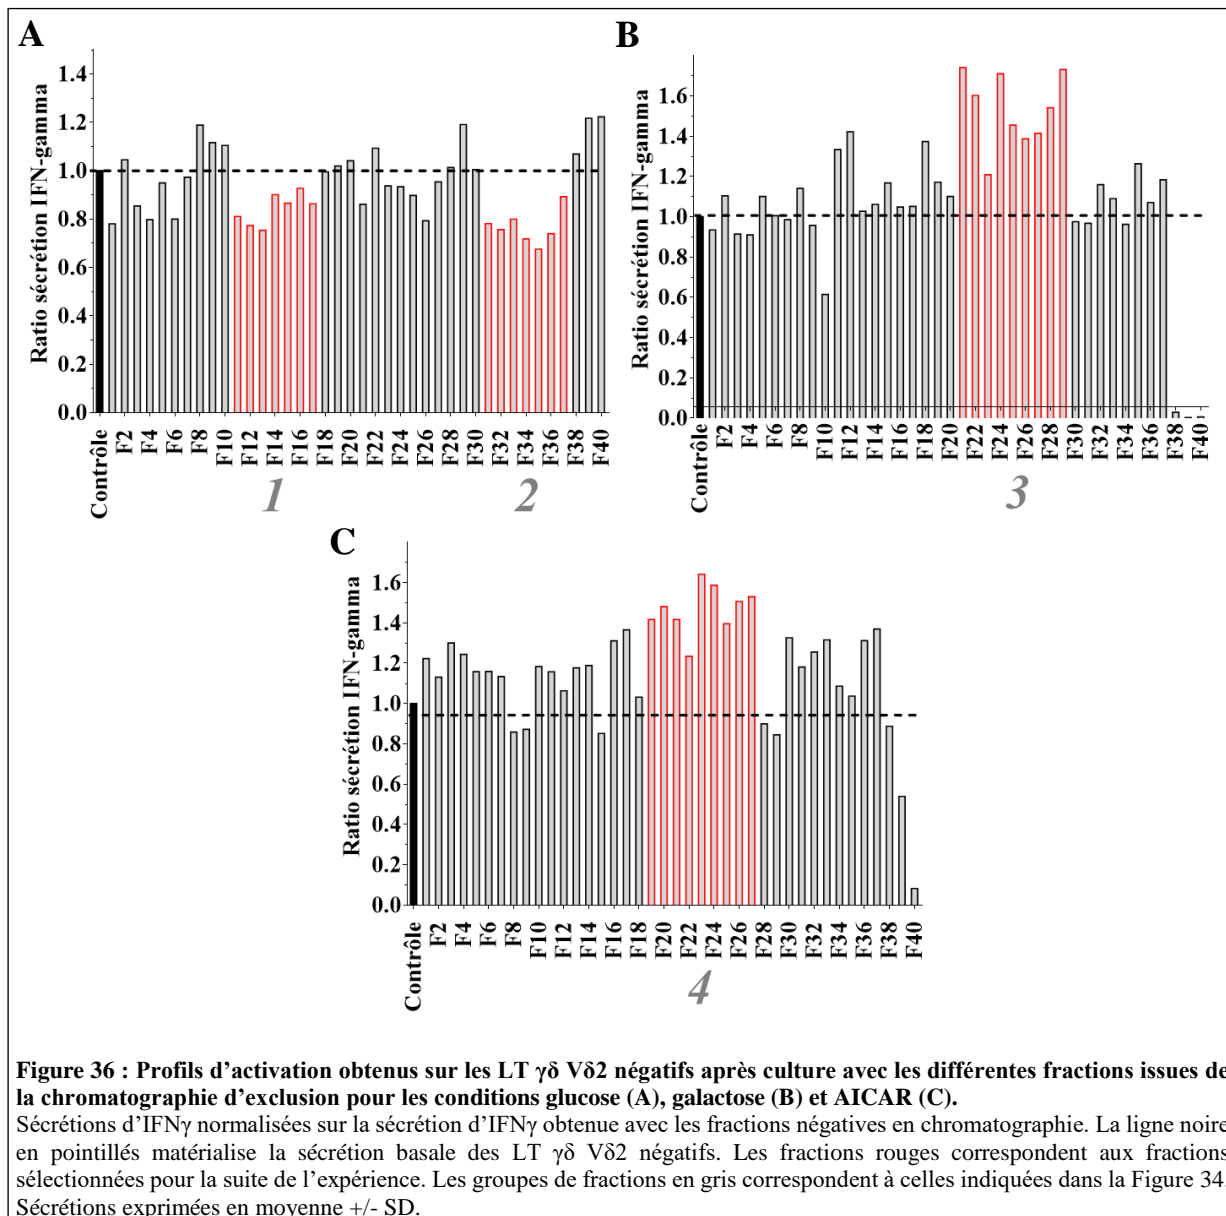 A
Ratio sécrétion IFN-gamma
1.4
1.2
1.0
0.8
0.6
0.4
0.2
0.0
Contrôle F2 F4 F6 F8 F10 F12 F14 F16 F18 F20 F22 F24 F26 F28 F30 F32 F34 F36 F38 F40
1 2
B
Ratio sécrétion IFN-gamma
1.6
1.4
1.2
1.0
0.8
0.6
0.4
0.2
0.0
Contrôle F2 F4 F6 F8 F10 F12 F14 F16 F18 F20 F22 F24 F26 F28 F30 F32 F34 F36 F38 F40
3
C
Ratio sécrétion IFN-gamma
1.6
1.4
1.2
1.0
0.8
0.6
0.4
0.2
0.0
Contrôle F2 F4 F6 F8 F10 F12 F14 F16 F18 F20 F22 F24 F26 F28 F30 F32 F34 F36 F38 F40
4
Figure 36 : Profils d’activation obtenus sur les LT γδ Vδ2 négatifs après culture avec les différentes fractions issues de
la chromatographie d’exclusion pour les conditions glucose (A), galactose (B) et AICAR (C).
Sécrétions d’IFNγ normalisées sur la sécrétion d’IFNγ obtenue avec les fractions négatives en chromatographie. La ligne noire
en pointillés matérialise la sécrétion basale des LT γδ Vδ2 négatifs. Les fractions rouges correspondent aux fractions
sélectionnées pour la suite de l’expérience. Les groupes de fractions en gris correspondent à celles indiquées dans la Figure 34.
Sécrétions exprimées en moyenne +/- SD.